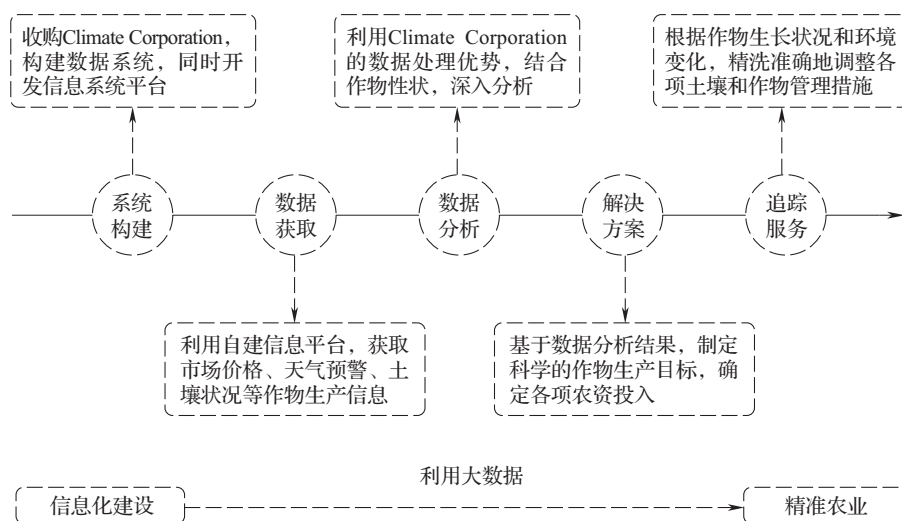 收购Climate Corporation，
构建数据系统，同时开
发信息系统平台
利用Climate Corporation
的数据处理优势，结合
作物性状，深入分析
根据作物生长状况和环境
变化，精洗准确地调整各
项土壤和作物管理措施
系统
构建
数据
获取
数据
分析
解决
方案
追踪
服务
利用自建信息平台，获取
市场价格、天气预警、土
壤状况等作物生产信息
基于数据分析结果，制定
科学的作物生产目标，确
定各项农资投入
利用大数据
信息化建设
精准农业